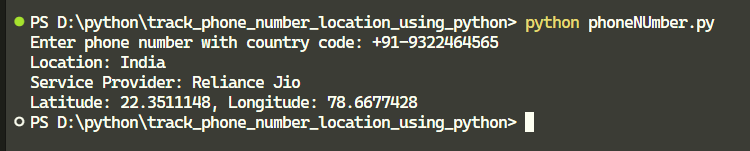 PS D:\python\track_phone_number_location_using_python> python phoneNUmber.py
Enter phone number with country code: +91-9322464565
Location: India
Service Provider: Reliance Jio
Latitude: 22.3511148, Longitude: 78.6677428
PS D:\python\track_phone_number_location_using_python>